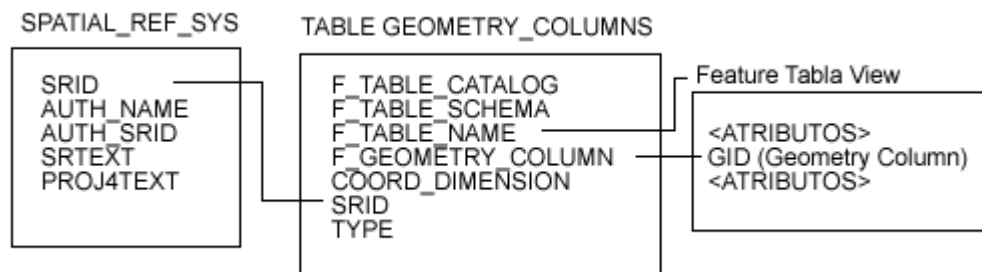 SPATIAL_REF_SYS
SRID
AUTH_NAME
AUTH_SRID
SRTEXT
PROJ4TEXT
TABLE GEOMETRY_COLUMNS
F_TABLE_CATALOG
F_TABLE_SCHEMA
F_TABLE_NAME
F_GEOMETRY_COLUMN
COORD_DIMENSION
SRID
TYPE
Feature Tabla View
<ATRIBUTOS>
GID (Geometry Column)
<ATRIBUTOS>